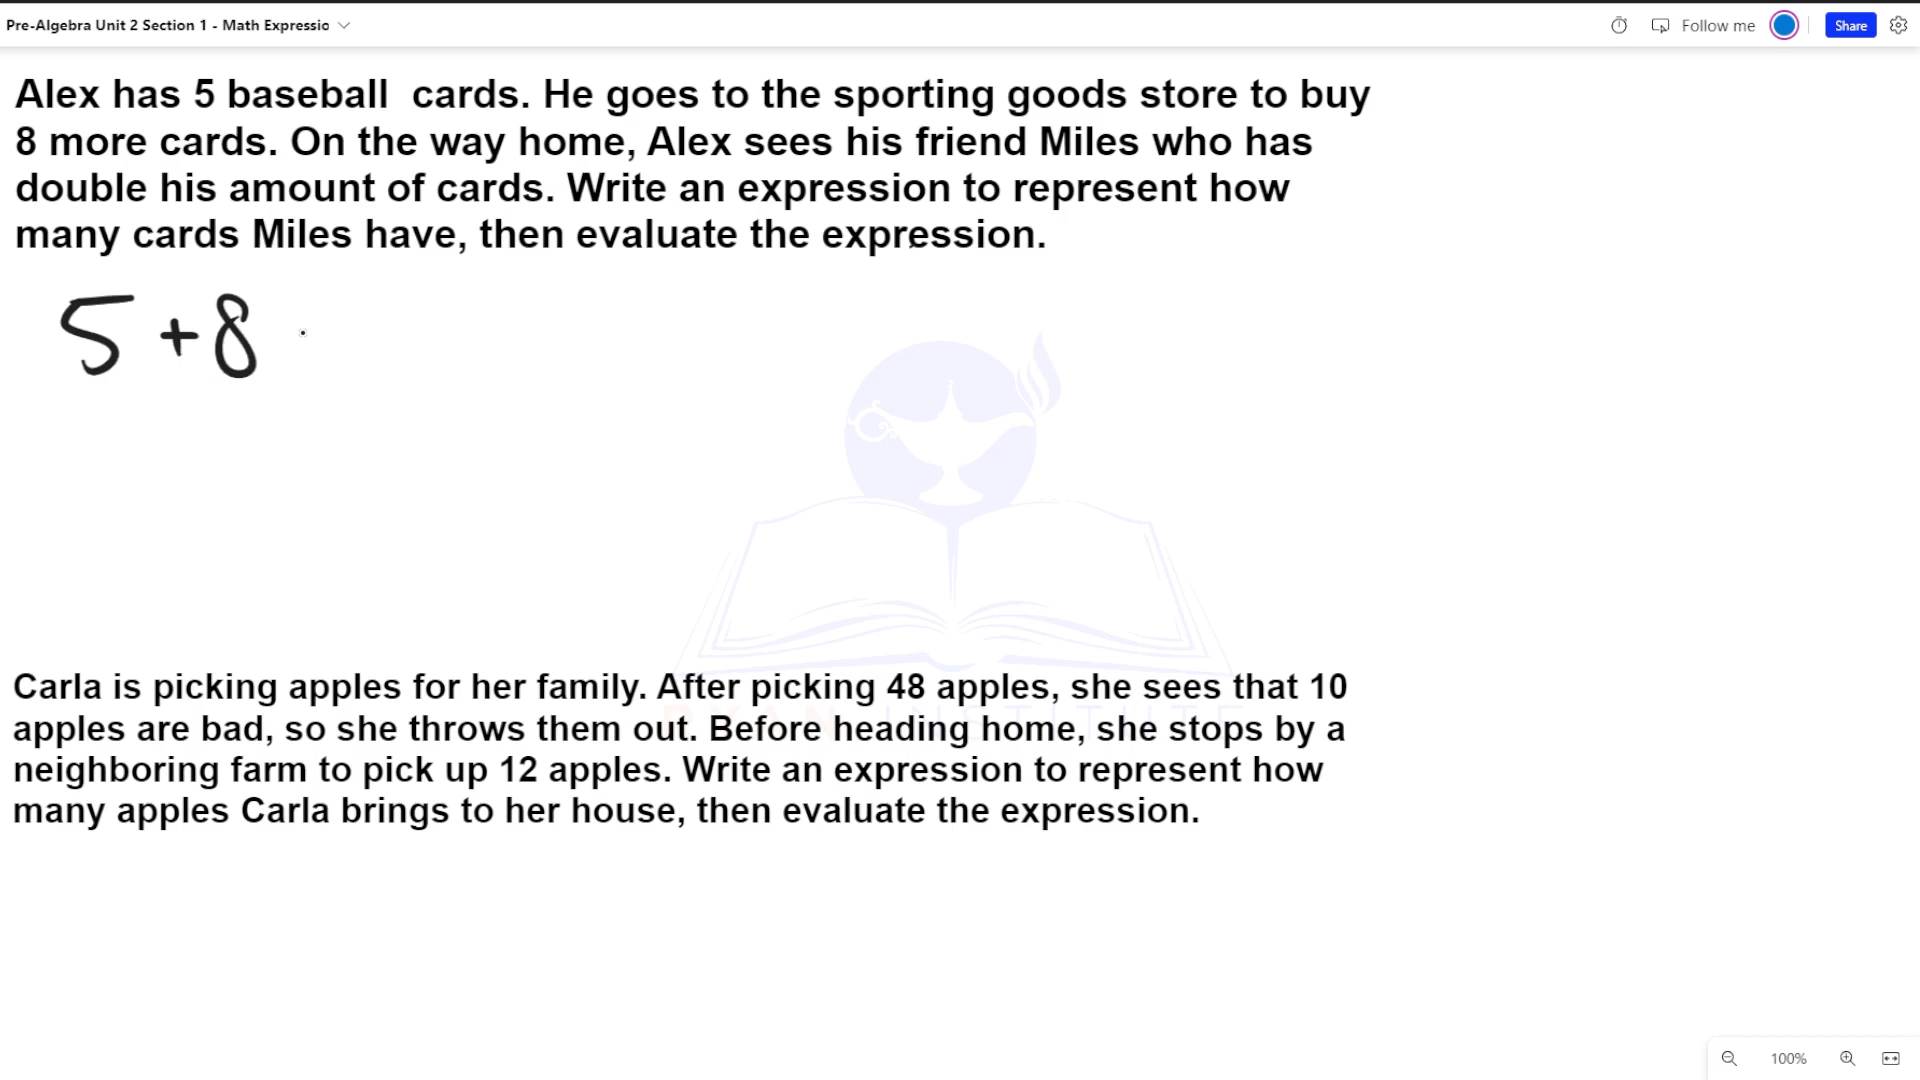 Pre-Algebra Unit 2 Section 1 - Math Expressio
Follow me
Share
Alex has 5 baseball cards. He goes to the sporting goods store to buy
8 more cards. On the way home, Alex sees his friend Miles who has
double his amount of cards. Write an expression to represent how
many cards Miles have, then evaluate the expression.
5 + 8
RYAN INSTITUTE
Carla is picking apples for her family. After picking 48 apples, she sees that 10
apples are bad, so she throws them out. Before heading home, she stops by a
neighboring farm to pick up 12 apples. Write an expression to represent how
many apples Carla brings to her house, then evaluate the expression.
100%